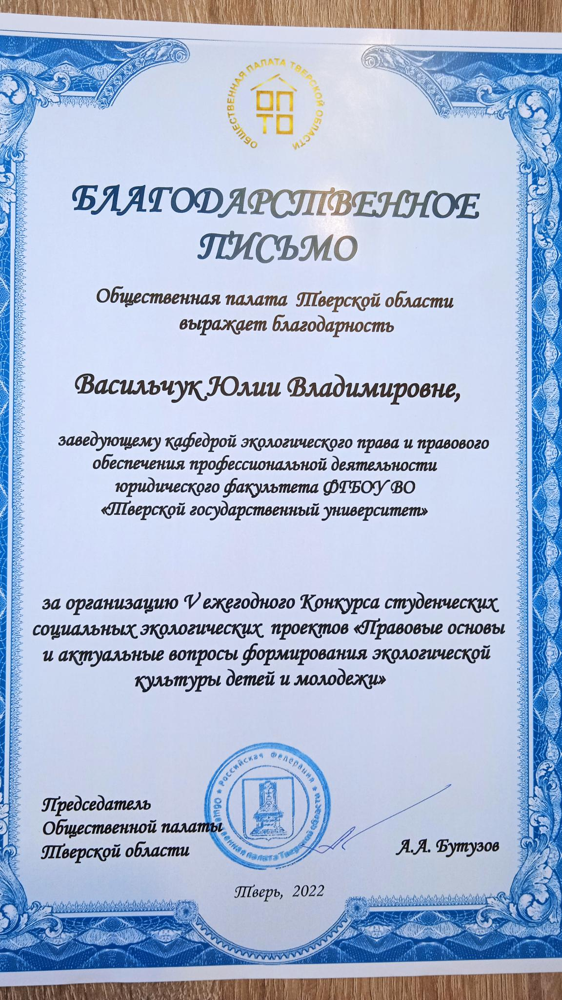 ОБЩЕСТВЕННАЯ ПАЛАТА ТВЕРСКОЙ ОБЛАСТИ
ОП
ТО
БЛАГОДАРСТВЕННОЕ
ПИСЬМО
Общественная палата Тверской области
выражает благодарность
Васильчук Юлии Владимировне,
заведующему кафедрой экологического права и правового
обеспечения профессиональной деятельности
юридического факультета ФГБОУ ВО
«Тверской государственный университет»
за организацию V ежегодного Конкурса студенческих
социальных экологических проектов «Правовые основы
и актуальные вопросы формирования экологической
культуры детей и молодежи»
Российская Федерация
Общественная палата Тверской области
Председатель
Общественной палаты
Тверской области
А.А. Бутузов
Тверь, 2022